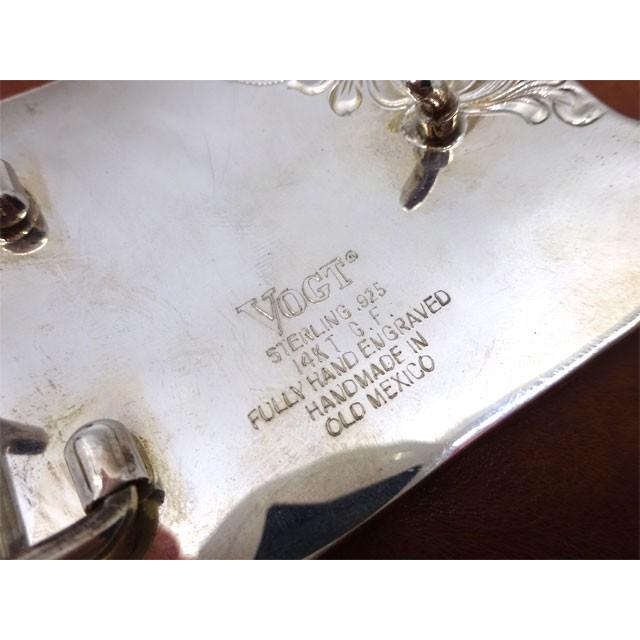 VOGT®
STERLING .925
14KT G.F.
FULLY HAND ENGRAVED
HANDMADE IN
OLD MEXICO